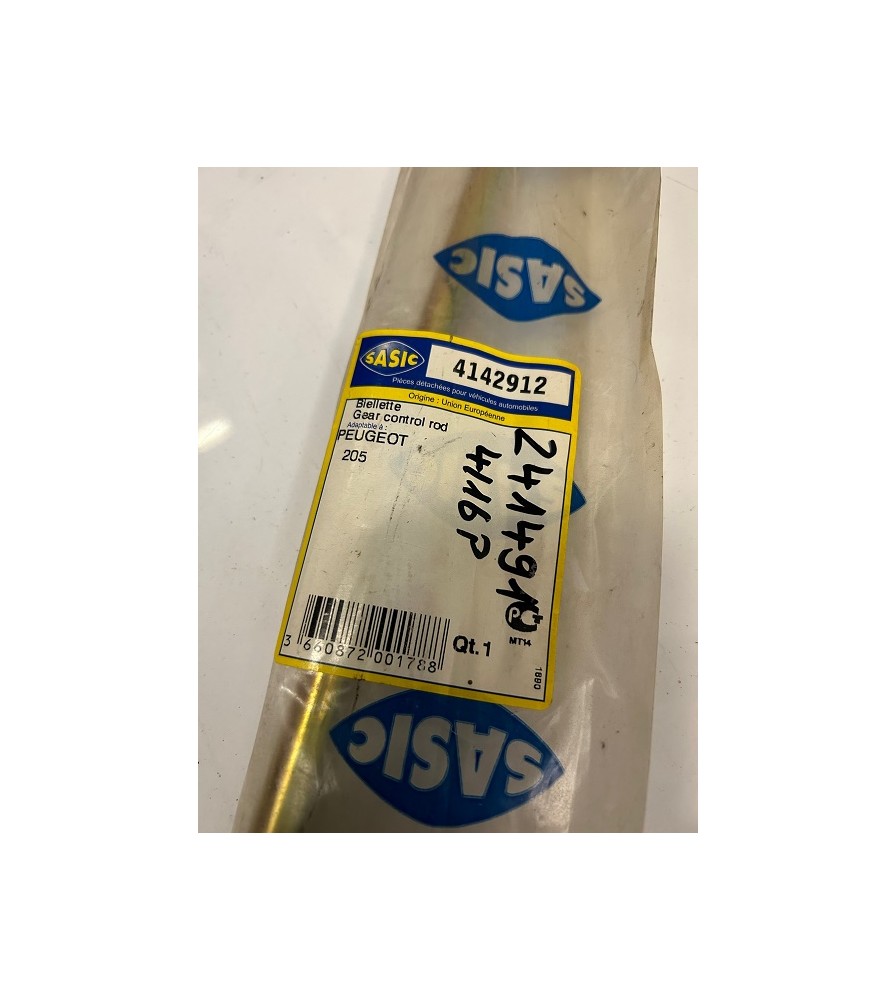 SASIC
SASIC
4142912
Pièces détachées pour véhicules automobiles
Origine : Union Européenne
Biellette
Gear control rod
Adaptable à :
PEUGEOT
205
241491
4116P
3 660872 001788
Qt. 1
MT14
1880
SASIC